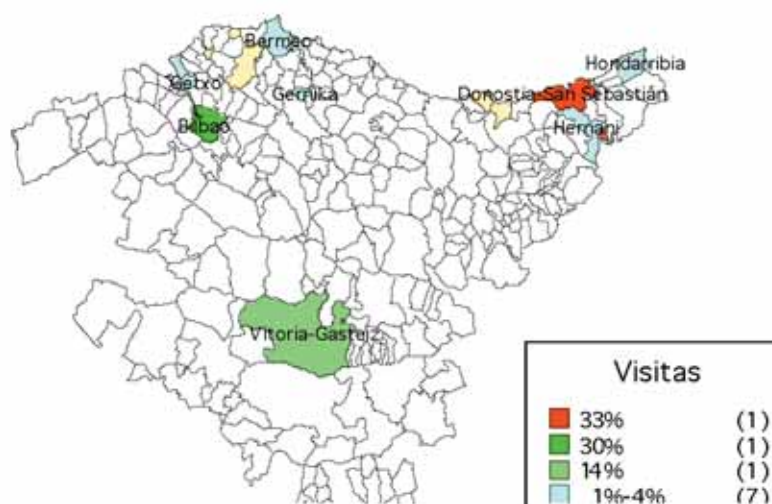 Bermeo
Hondarribia
Getxo
Gernika
Donostia-San Sebastián
Bilbao
Hernani
Vitoria-Gasteiz
Visitas
33% (1)
30% (1)
14% (1)
1%-4% (7)